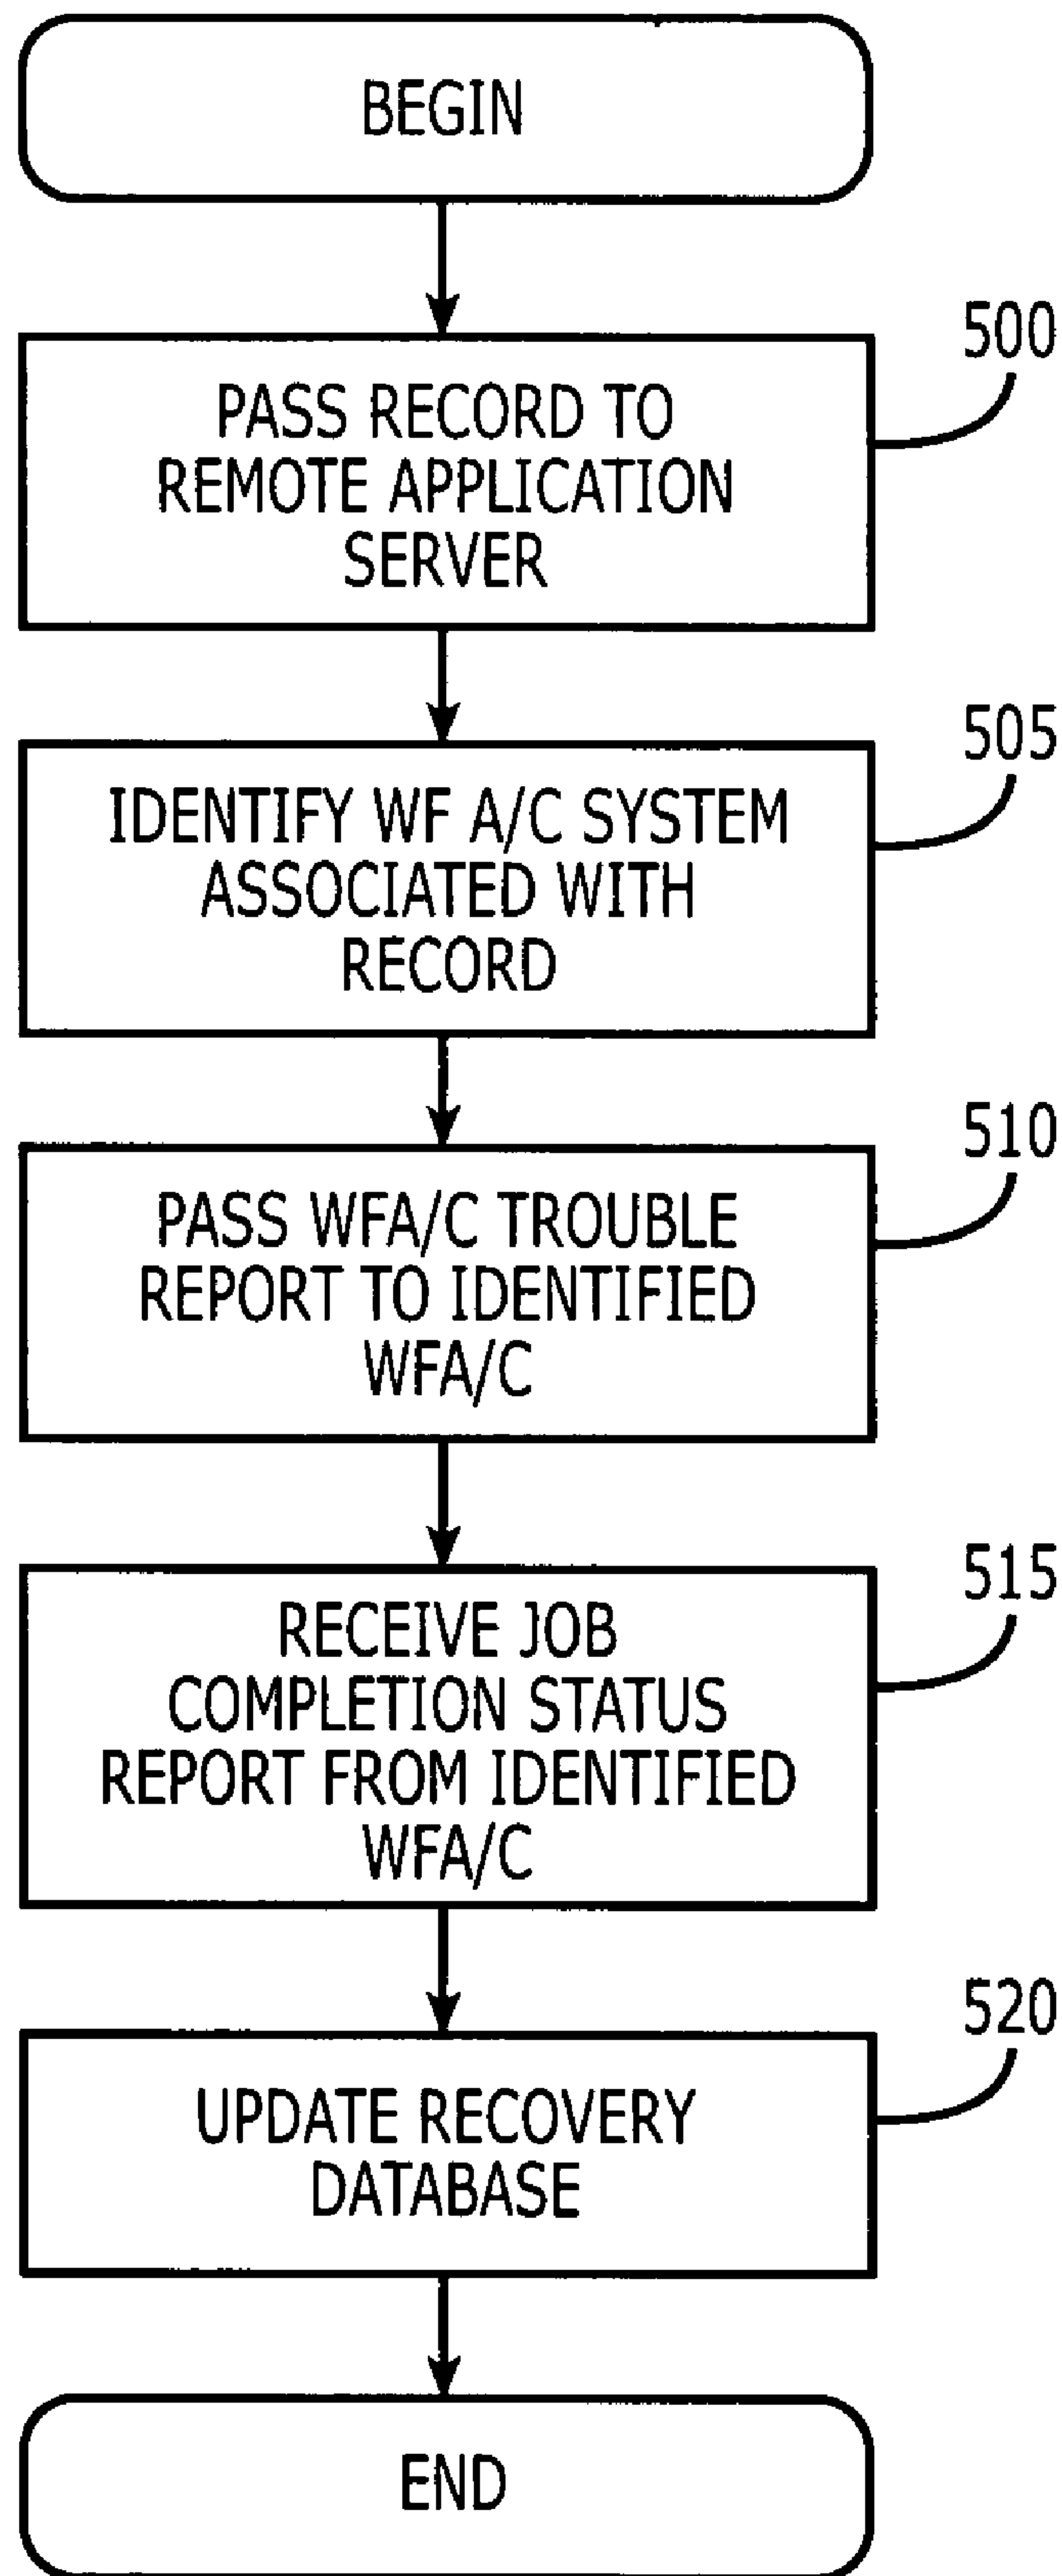 BEGIN
500
PASS RECORD TO
REMOTE APPLICATION
SERVER
505
IDENTIFY WF A/C SYSTEM
ASSOCIATED WITH
RECORD
510
PASS WFA/C TROUBLE
REPORT TO IDENTIFIED
WFA/C
515
RECEIVE JOB
COMPLETION STATUS
REPORT FROM IDENTIFIED
WFA/C
520
UPDATE RECOVERY
DATABASE
END